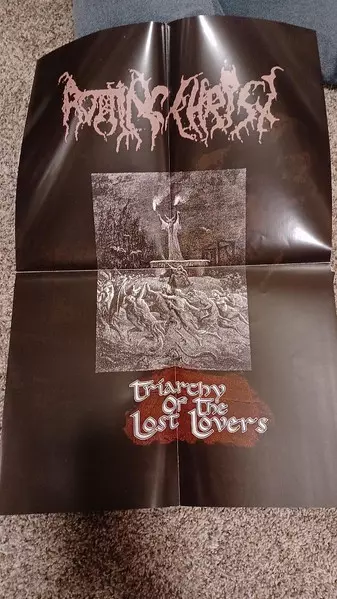 Rotting Christ
Triarchy
Of the
Lost Lovers